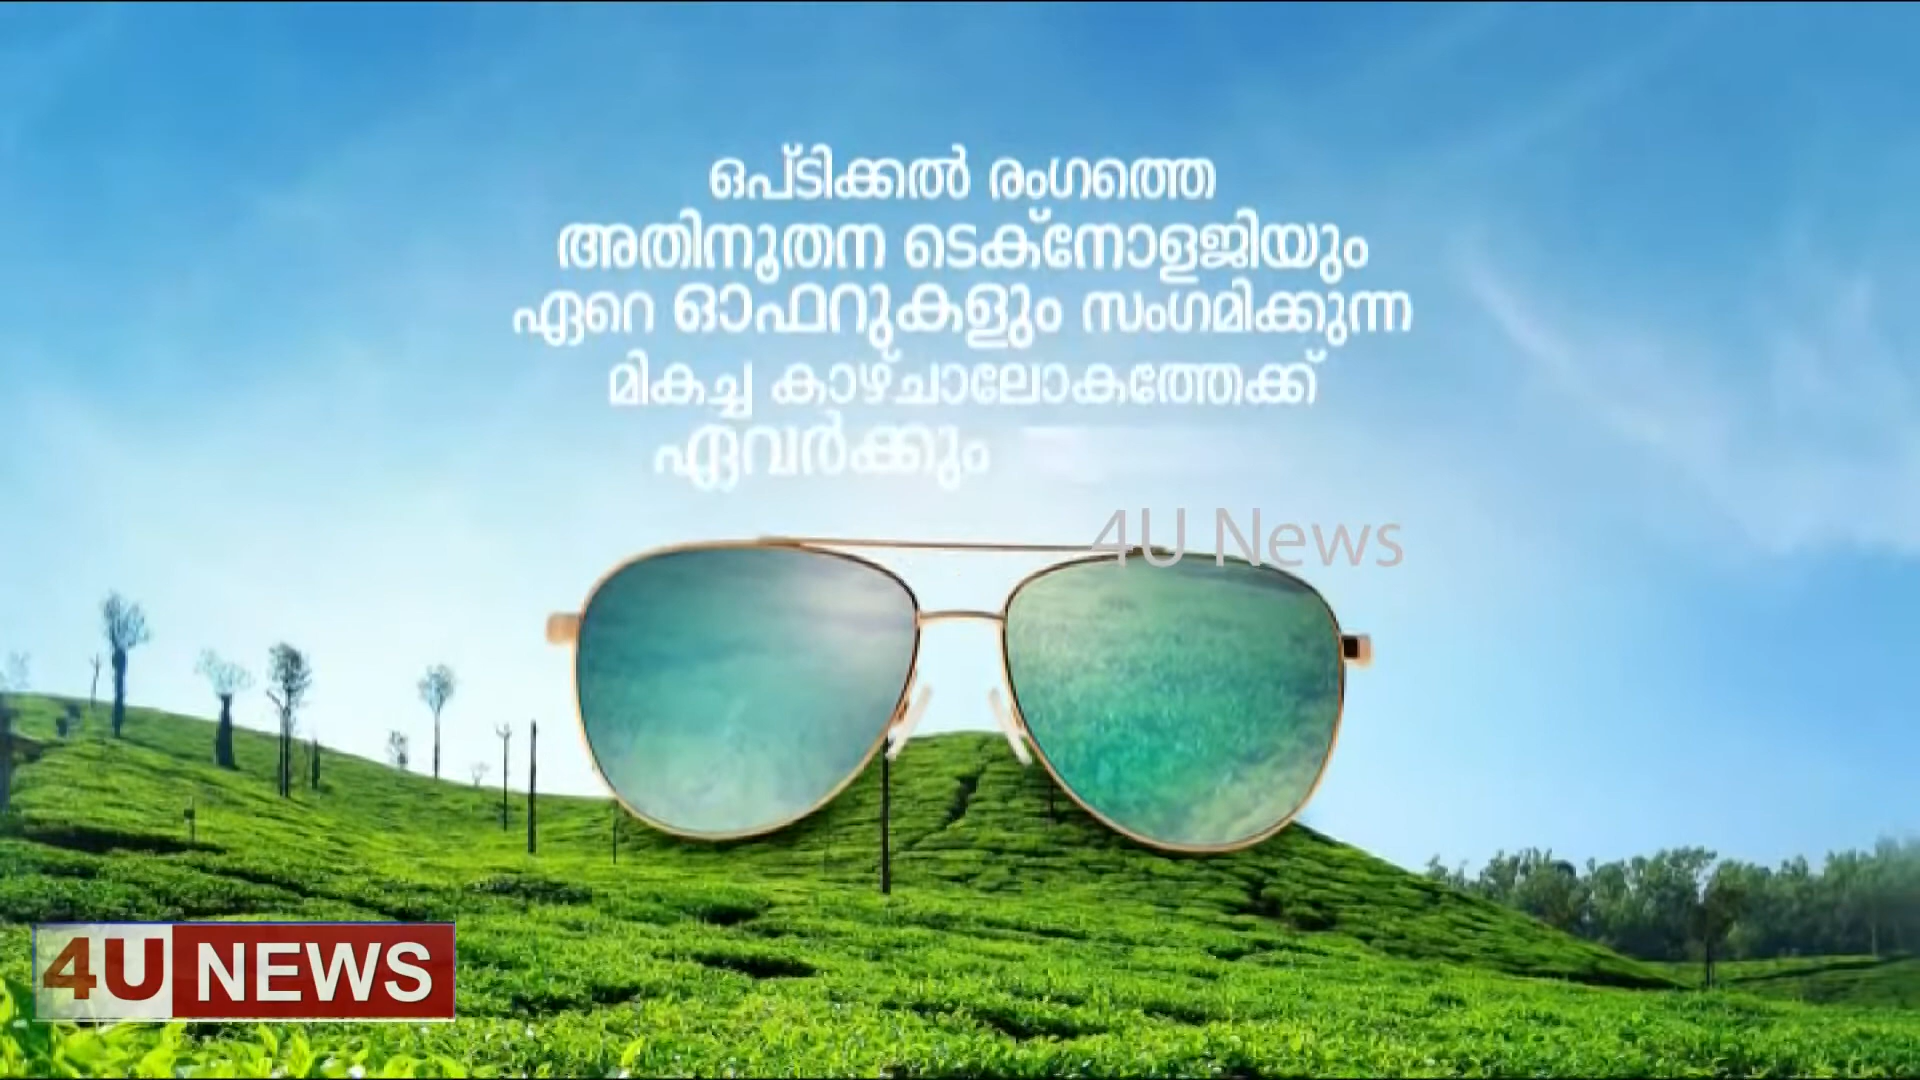 ഒപ്ടിക്കൽ രംഗത്തെ
അതിനൂതന ടെക്നോളജിയും
ഏറെ ഓഫറുകളും സംഗമിക്കുന്ന
മികച്ച കാഴ്ചാലോകത്തേക്ക്
ഏവർക്കും
4U News
4U NEWS